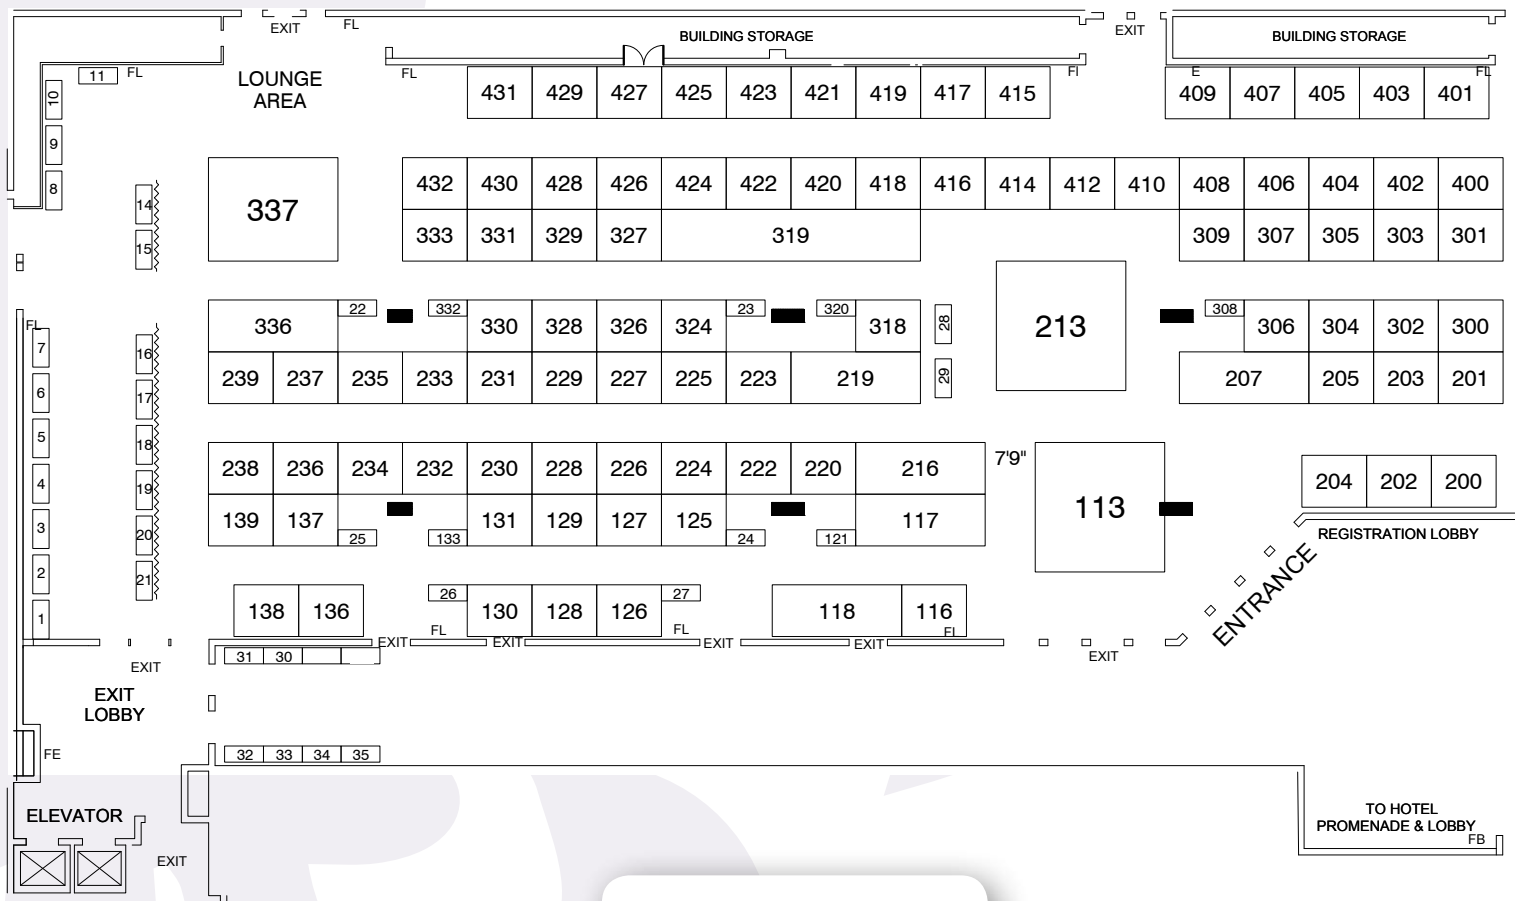 EXIT
FL
BUILDING STORAGE
EXIT
BUILDING STORAGE
11
FL
LOUNGE
AREA
FL
FI
E
FL
10
9
8
431 429 427 425 423 421 419 417 415
409 407 405 403 401
14
15
337
432 430 428 426 424 422 420 418 416 414 412 410 408 406 404 402 400
333 331 329 327 319
309 307 305 303 301
213
336 22 332 330 328 326 324 23 320 318 28
308 306 304 302 300
239 237 235 233 231 229 227 225 223 219 29
207 205 203 201
FL
7
6
5
4
3
2
1
16
17
18
19
20
21
238 236 234 232 230 228 226 224 222 220 216
7'9"
113
204 202 200
139 137 25 133 131 129 127 125 24 121 117
REGISTRATION LOBBY
ENTRANCE
138 136 26 130 128 126 27 118 116
FL
FL
FL
EXIT
EXIT
EXIT
EXIT
EXIT
EXIT
31 30
EXIT
LOBBY
32 33 34 35
FE
ELEVATOR
EXIT
TO HOTEL
PROMENADE & LOBBY
FB